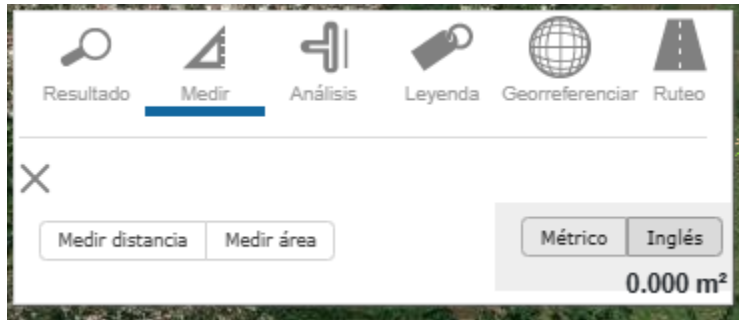 Resultado Medir Análisis Leyenda Georreferenciar Ruteo
Medir distancia Medir área Métrico Inglés
0.000 m²